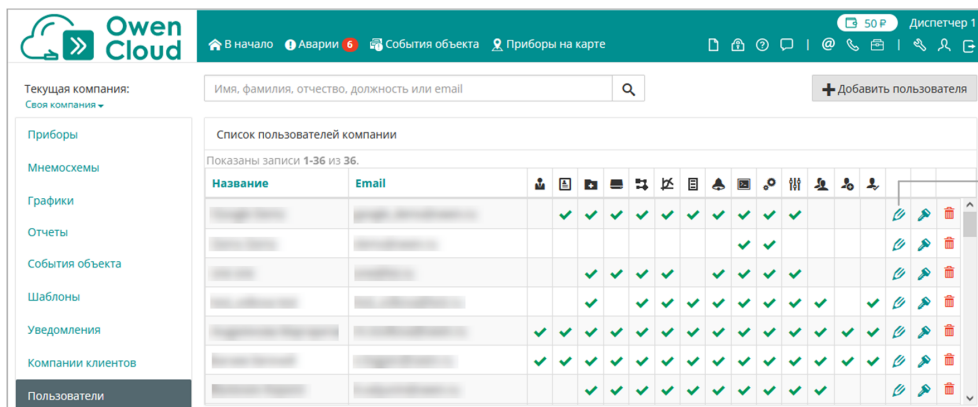 Owen
Cloud
50 ₽ Диспетчер 1
В начало Аварии 6 События объекта Приборы на карте
Текущая компания:
Своя компания
Имя, фамилия, отчество, должность или email
Добавить пользователя
Приборы
Мнемосхемы
Графики
Отчеты
События объекта
Шаблоны
Уведомления
Компании клиентов
Пользователи
Список пользователей компании
Показаны записи 1-36 из 36.
Название Email